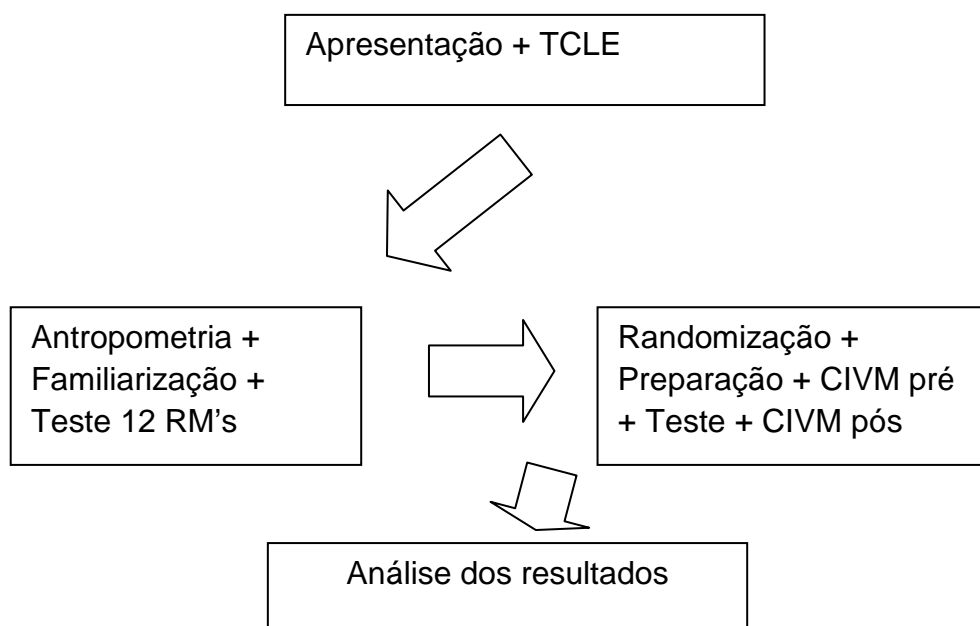 Apresentação + TCLE
Antropometria +
Familiarização +
Teste 12 RM’s
Randomização +
Preparação + CIVM pré
+ Teste + CIVM pós
Análise dos resultados